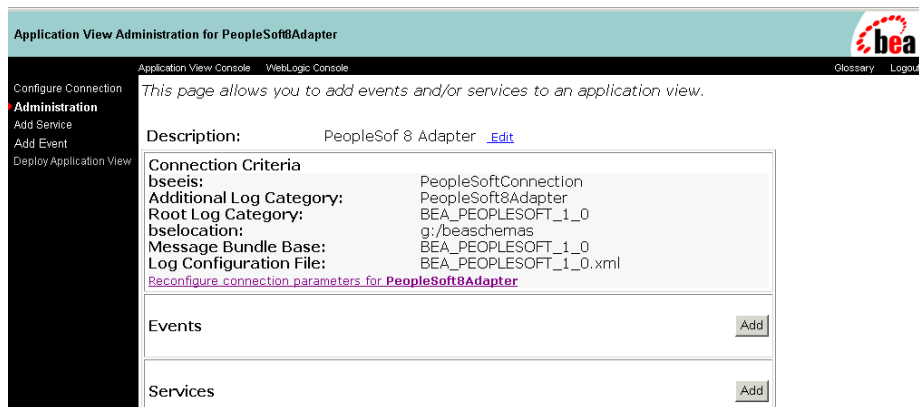 Application View Administration for PeopleSoft8Adapter
bea
Application View Console WebLogic Console Glossary Logout
Configure Connection
Administration
Add Service
Add Event
Deploy Application View
This page allows you to add events and/or services to an application view.
Description: PeopleSof 8 Adapter Edit
Connection Criteria
bseeis: PeopleSoftConnection
Additional Log Category: PeopleSoft8Adapter
Root Log Category: BEA_PEOPLESOFT_1_0
bselocation: g:/beaschemas
Message Bundle Base: BEA_PEOPLESOFT_1_0
Log Configuration File: BEA_PEOPLESOFT_1_0.xml
Reconfigure connection parameters for PeopleSoft8Adapter
Events Add
Services Add